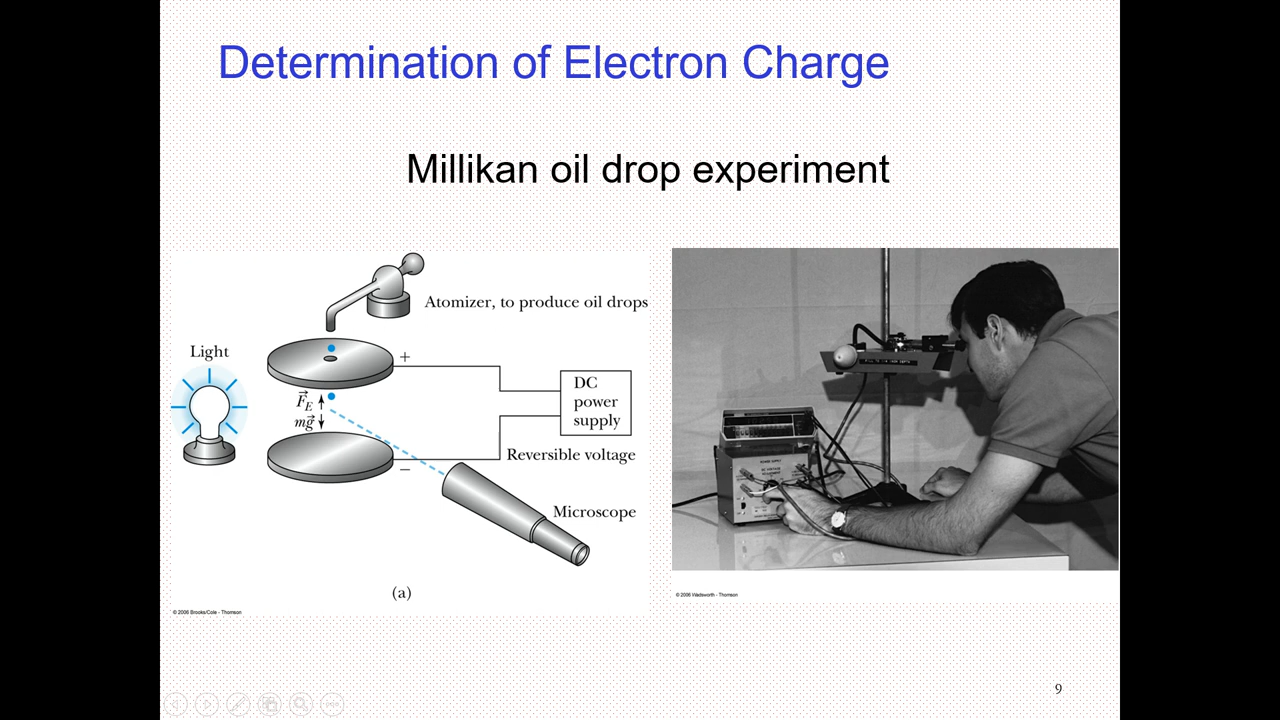 Determination of Electron Charge
Millikan oil drop experiment
Atomizer, to produce oil drops
Light
+
DC
power
supply
F⃗E
mg⃗
Reversible voltage
−
Microscope
(a)
© 2006 Brooks/Cole - Thomson
© 2006 Wadsworth - Thomson
9